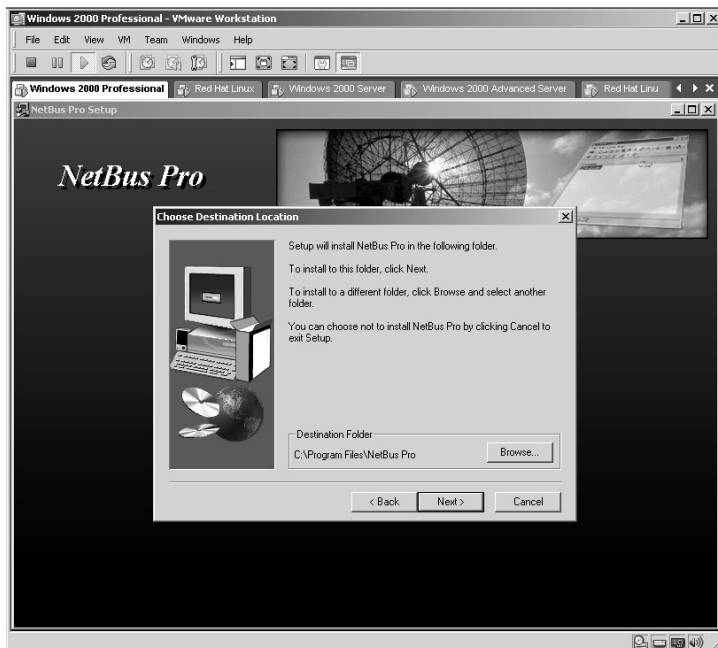 Windows 2000 Professional - VMware Workstation
File Edit View VM Team Windows Help
Windows 2000 Professional Red Hat Linux Windows 2000 Server Windows 2000 Advanced Server Red Hat Linu
NetBus Pro Setup
NetBus Pro
Choose Destination Location
Setup will install NetBus Pro in the following folder.
To install to this folder, click Next.
To install to a different folder, click Browse and select another
folder.
You can choose not to install NetBus Pro by clicking Cancel to
exit Setup.
Destination Folder
C:\Program Files\NetBus Pro
Browse...
< Back Next > Cancel